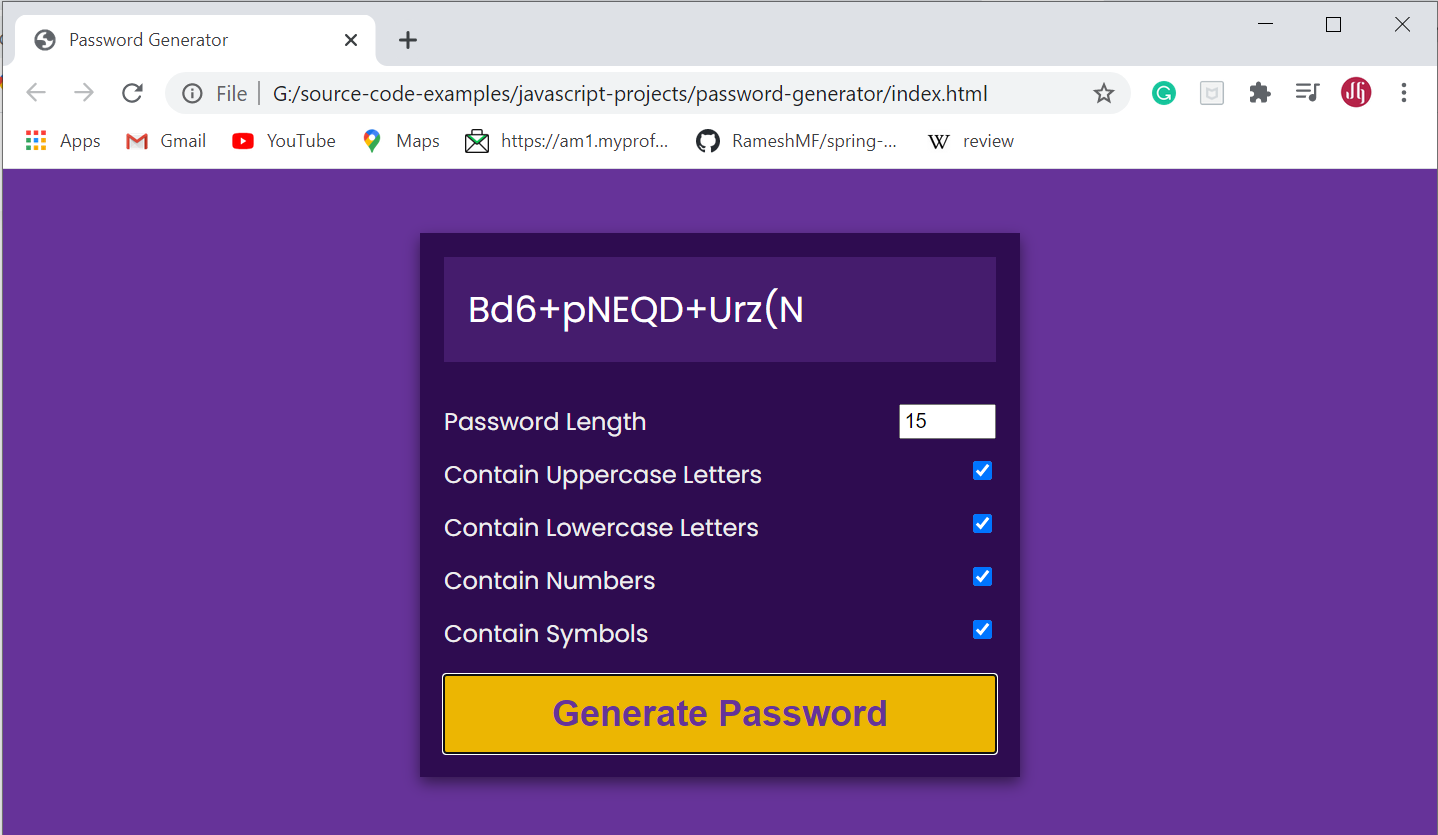 Password Generator
File | G:/source-code-examples/javascript-projects/password-generator/index.html
Apps Gmail YouTube Maps https://am1.myprof... RameshMF/spring-... W review
Bd6+pNEQD+Urz(N
Password Length 15
Contain Uppercase Letters
Contain Lowercase Letters
Contain Numbers
Contain Symbols
Generate Password